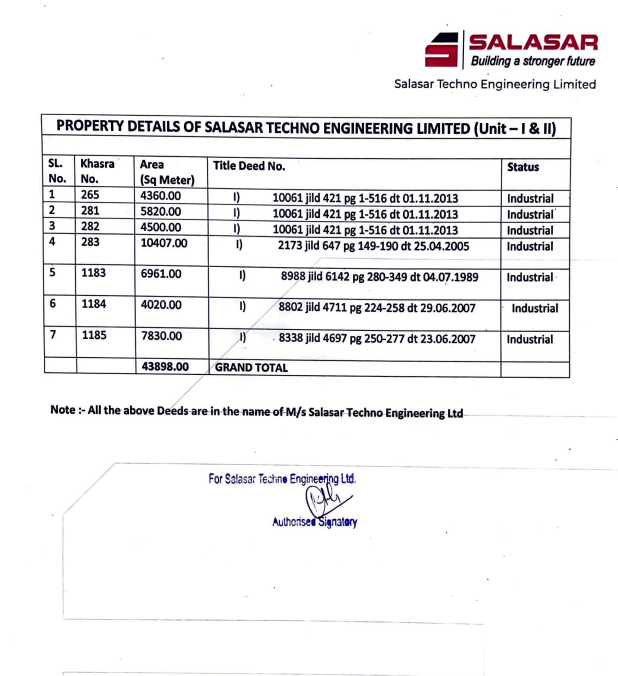 SALASAR
Building a stronger future
Salasar Techno Engineering Limited
PROPERTY DETAILS OF SALASAR TECHNO ENGINEERING LIMITED (Unit – I & II)
SL. No. Khasra No. Area (Sq Meter) Title Deed No. Status
1 265 4360.00 I) 10061 jild 421 pg 1-516 dt 01.11.2013 Industrial
2 281 5820.00 I) 10061 jild 421 pg 1-516 dt 01.11.2013 Industrial
3 282 4500.00 I) 10061 jild 421 pg 1-516 dt 01.11.2013 Industrial
4 283 10407.00 I) 2173 jild 647 pg 149-190 dt 25.04.2005 Industrial
5 1183 6961.00 I) 8988 jild 6142 pg 280-349 dt 04.07.1989 Industrial
6 1184 4020.00 I) 8802 jild 4711 pg 224-258 dt 29.06.2007 Industrial
7 1185 7830.00 I) 8338 jild 4697 pg 250-277 dt 23.06.2007 Industrial
43898.00 GRAND TOTAL
Note :- All the above Deeds are in the name of M/s Salasar Techno Engineering Ltd
For Salasar Techno Engineering Ltd.
Authorised Signatory